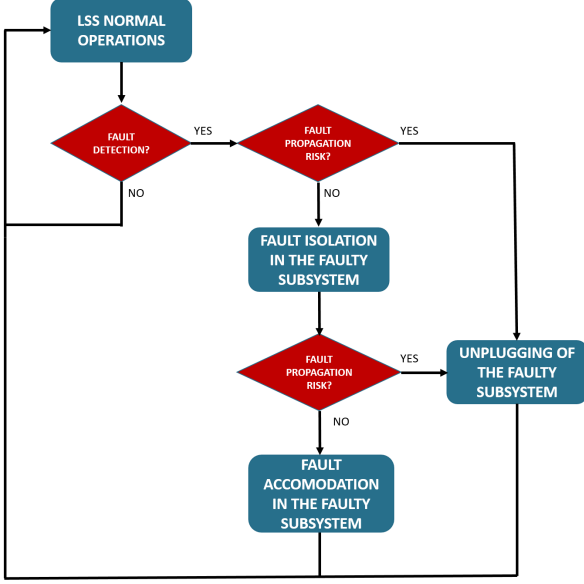 LSS NORMAL
OPERATIONS
FAULT
DETECTION?
YES
FAULT
PROPAGATION
RISK?
YES
NO
NO
FAULT ISOLATION
IN THE FAULTY
SUBSYSTEM
FAULT
PROPAGATION
RISK?
YES
UNPLUGGING OF
THE FAULTY
SUBSYSTEM
NO
FAULT
ACCOMODATION
IN THE FAULTY
SUBSYSTEM